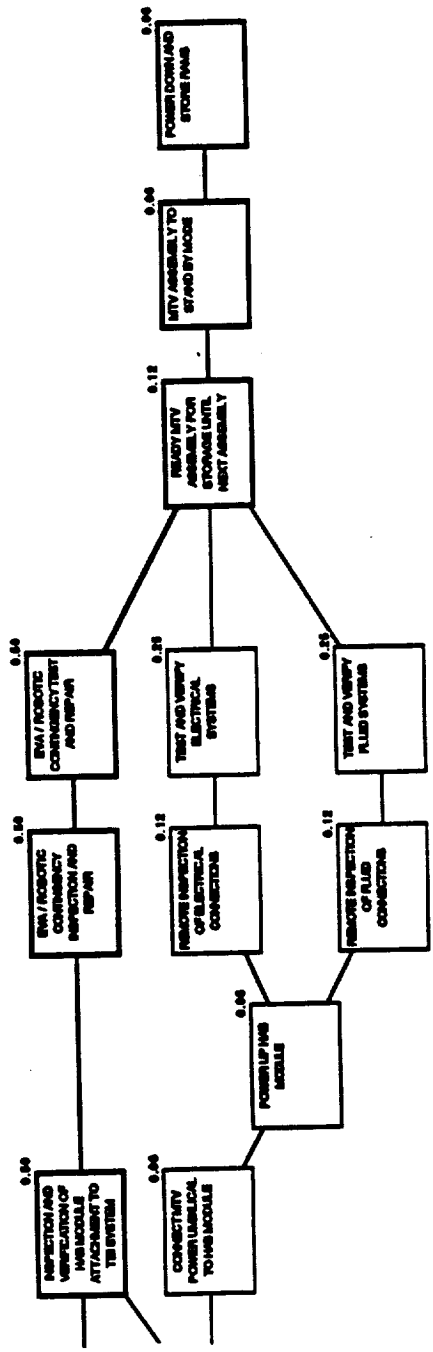 0.50
INSPECTION AND
VERIFICATION OF
HAB MODULE
ATTACHMENT TO
SYSTEM
0.50
EVA / ROBOTIC
CONTINGENCY
INSPECTION AND
REPAIR
0.50
EVA / ROBOTIC
CONTINGENCY TEST
AND REPAIR
0.06
CONNECT MTV
POWER UMBILICAL
TO HAB MODULE
0.06
POWER UP HAB
MODULE
0.12
REMOTE INSPECTION
OF ELECTRICAL
CONNECTIONS
0.25
TEST AND VERIFY
ELECTRICAL
SYSTEMS
0.12
REMOTE INSPECTION
OF FLUID
CONNECTIONS
0.25
TEST AND VERIFY
FLUID SYSTEMS
0.12
READY MTV
ASSEMBLY FOR
STORAGE UNTIL
NEXT ASSEMBLY
0.06
MTV ASSEMBLY TO
STAND BY MODE
0.06
POWER DOWN AND
STORE RAMS